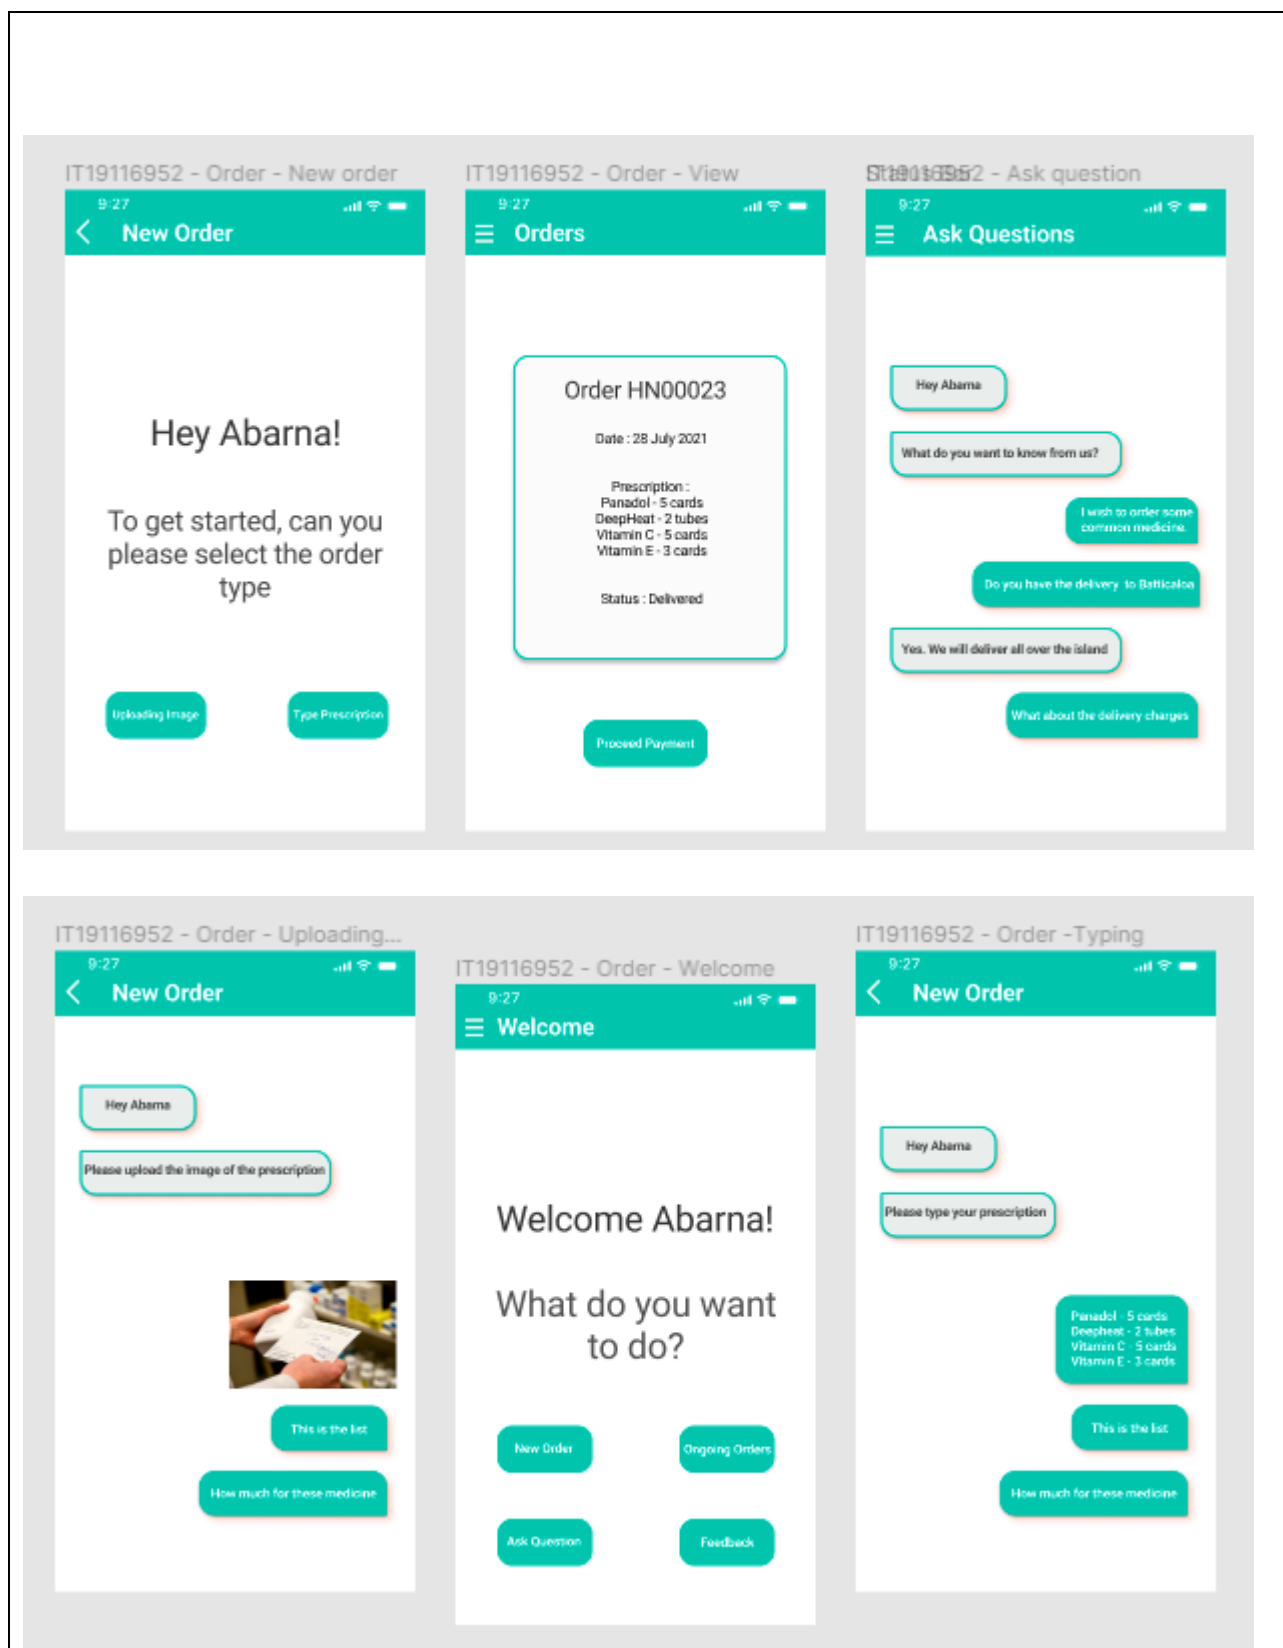 IT19116952 - Order - New order
9:27
New Order
Hey Abarna!
To get started, can you
please select the order
type
Uploading Image
Type Prescription
IT19116952 - Order - View
9:27
Orders
Order HN00023
Date : 28 July 2021
Prescription :
Panadol - 5 cards
DeepHeat - 2 tubes
Vitamin C - 5 cards
Vitamin E - 3 cards
Status : Delivered
Proceed Payment
IT19116952 - Ask question
9:27
Ask Questions
Hey Abarna
What do you want to know from us?
I wish to order some
common medicine.
Do you have the delivery to Batticaloa
Yes. We will deliver all over the island
What about the delivery charges
IT19116952 - Order - Uploading...
9:27
New Order
Hey Abarna
Please upload the image of the prescription
This is the list
How much for these medicine
IT19116952 - Order - Welcome
9:27
Welcome
Welcome Abarna!
What do you want
to do?
New Order
Ongoing Orders
Ask Question
Feedback
IT19116952 - Order -Typing
9:27
New Order
Hey Abarna
Please type your prescription
Panadol - 5 cards
Deepheat - 2 tubes
Vitamin C - 5 cards
Vitamin E - 3 cards
This is the list
How much for these medicine